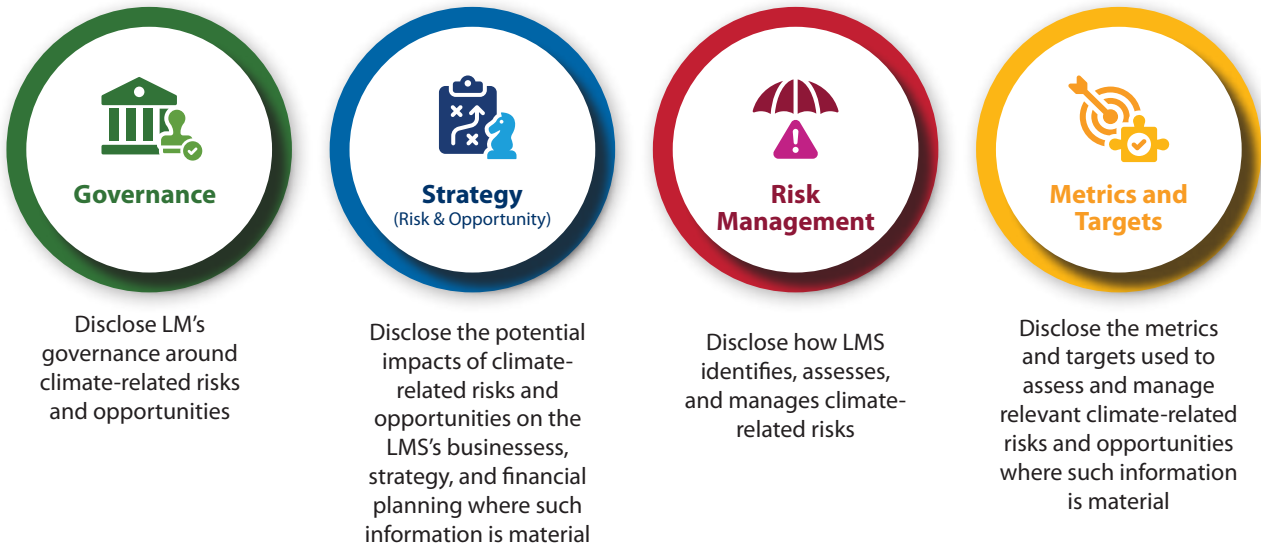 Governance
Disclose LM's
governance around
climate-related risks
and opportunities
Strategy
(Risk & Opportunity)
Disclose the potential
impacts of climate-
related risks and
opportunities on the
LMS's businessess,
strategy, and financial
planning where such
information is material
Risk
Management
Disclose how LMS
identifies, assesses,
and manages climate-
related risks
Metrics and
Targets
Disclose the metrics
and targets used to
assess and manage
relevant climate-related
risks and opportunities
where such information
is material